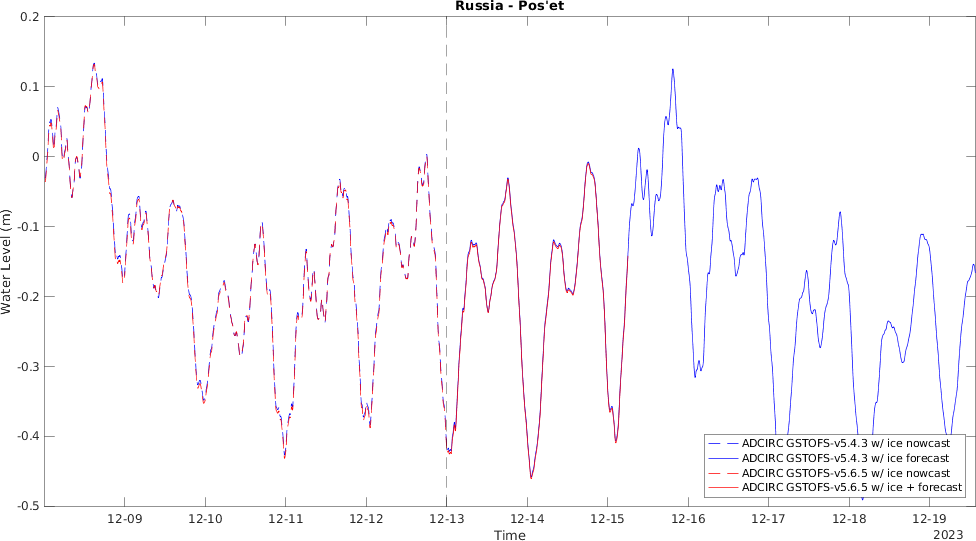 Russia - Pos'et
0.2
0.1
0
-0.1
-0.2
-0.3
-0.4
-0.5
Water Level (m)
ADCIRC GSTOFS-v5.4.3 w/ ice nowcast
ADCIRC GSTOFS-v5.4.3 w/ ice forecast
ADCIRC GSTOFS-v5.6.5 w/ ice nowcast
ADCIRC GSTOFS-v5.6.5 w/ ice + forecast
12-09 12-10 12-11 12-12 12-13 12-14 12-15 12-16 12-17 12-18 12-19
Time
2023